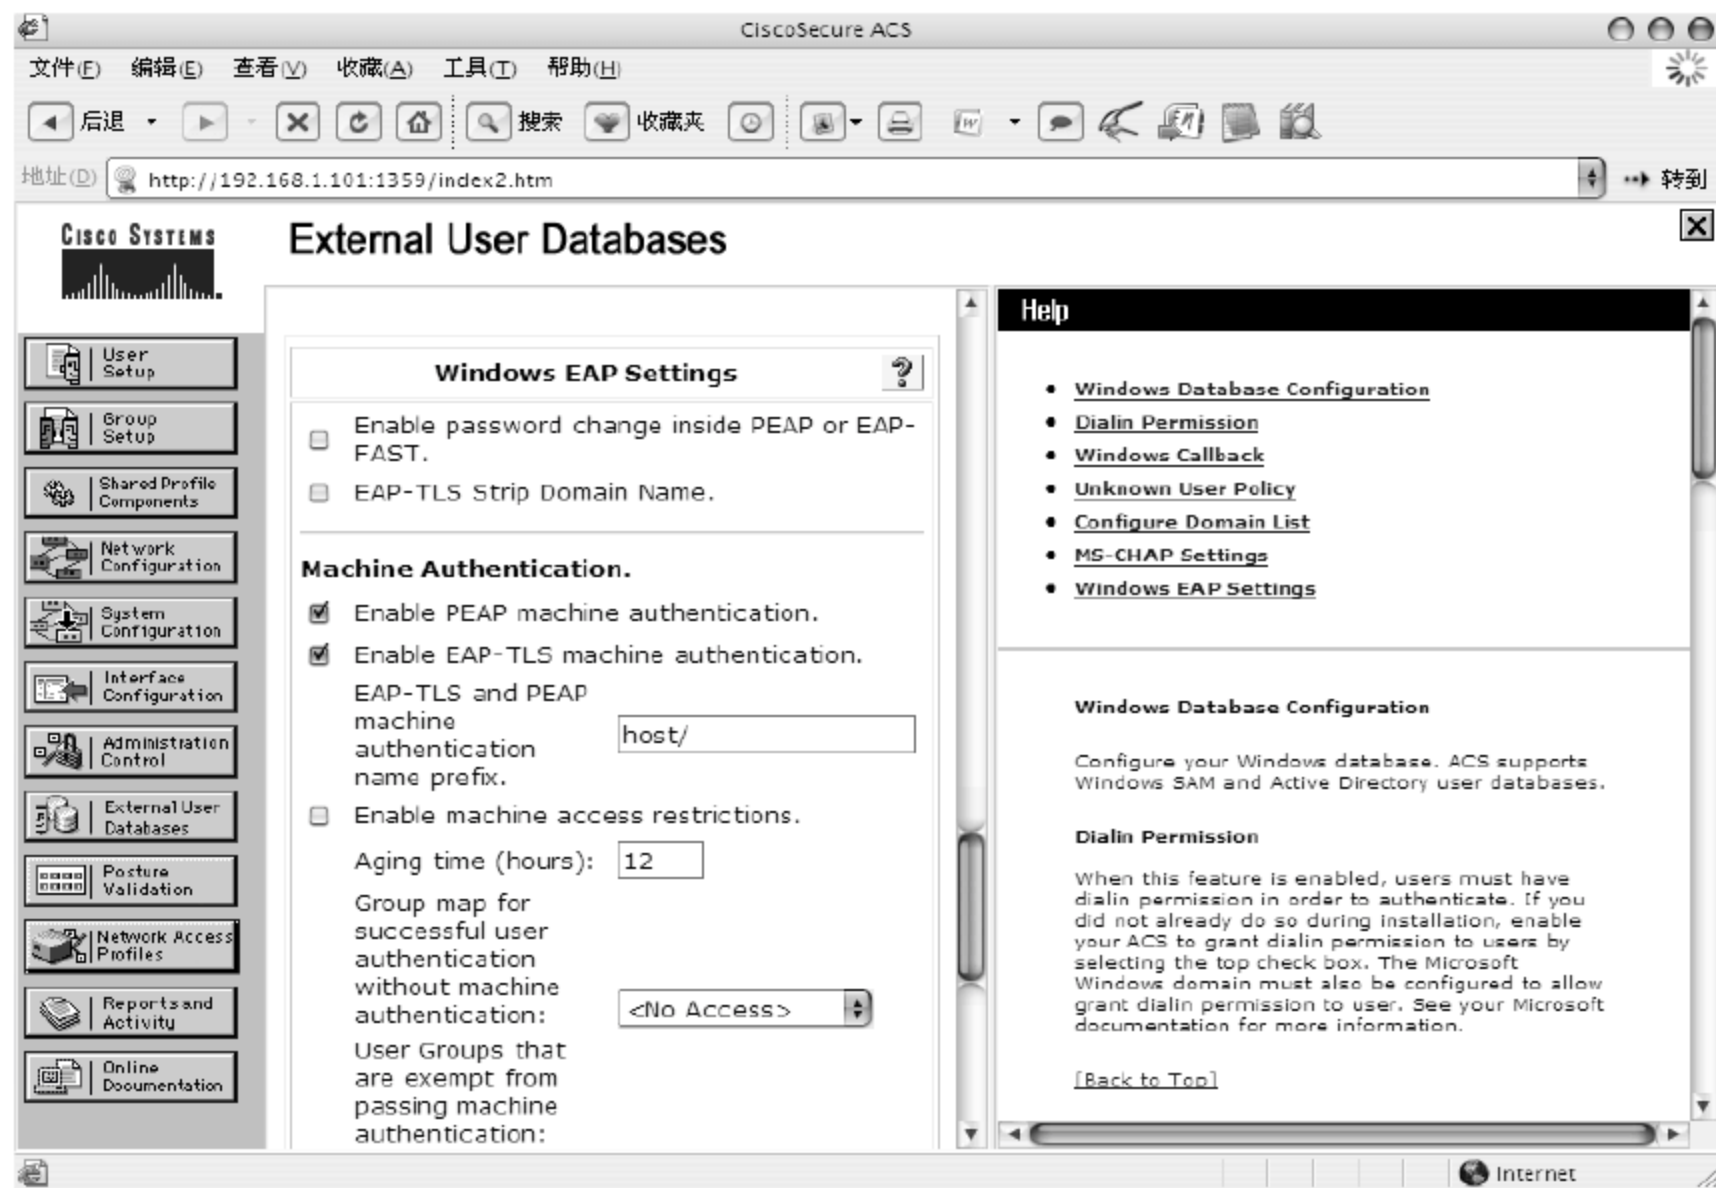 CiscoSecure ACS
文件(F) 编辑(E) 查看(V) 收藏(A) 工具(T) 帮助(H)
后退 搜索 收藏夹
地址(D) http://192.168.1.101:1359/index2.htm 转到
CISCO SYSTEMS
External User Databases
User
Setup
Group
Setup
Shared Profile
Components
Network
Configuration
System
Configuration
Interface
Configuration
Administration
Control
External User
Databases
Posture
Validation
Network Access
Profiles
Reports and
Activity
Online
Documentation
Windows EAP Settings ?
Enable password change inside PEAP or EAP-
FAST.
EAP-TLS Strip Domain Name.
Machine Authentication.
Enable PEAP machine authentication.
Enable EAP-TLS machine authentication.
EAP-TLS and PEAP
machine
authentication
name prefix.
host/
Enable machine access restrictions.
Aging time (hours): 12
Group map for
successful user
authentication
without machine
authentication:
<No Access>
User Groups that
are exempt from
passing machine
authentication:
Help
Windows Database Configuration
Dialin Permission
Windows Callback
Unknown User Policy
Configure Domain List
MS-CHAP Settings
Windows EAP Settings
Windows Database Configuration
Configure your Windows database. ACS supports
Windows SAM and Active Directory user databases.
Dialin Permission
When this feature is enabled, users must have
dialin permission in order to authenticate. If you
did not already do so during installation, enable
your ACS to grant dialin permission to users by
selecting the top check box. The Microsoft
Windows domain must also be configured to allow
grant dialin permission to user. See your Microsoft
documentation for more information.
[Back to Top]
Internet